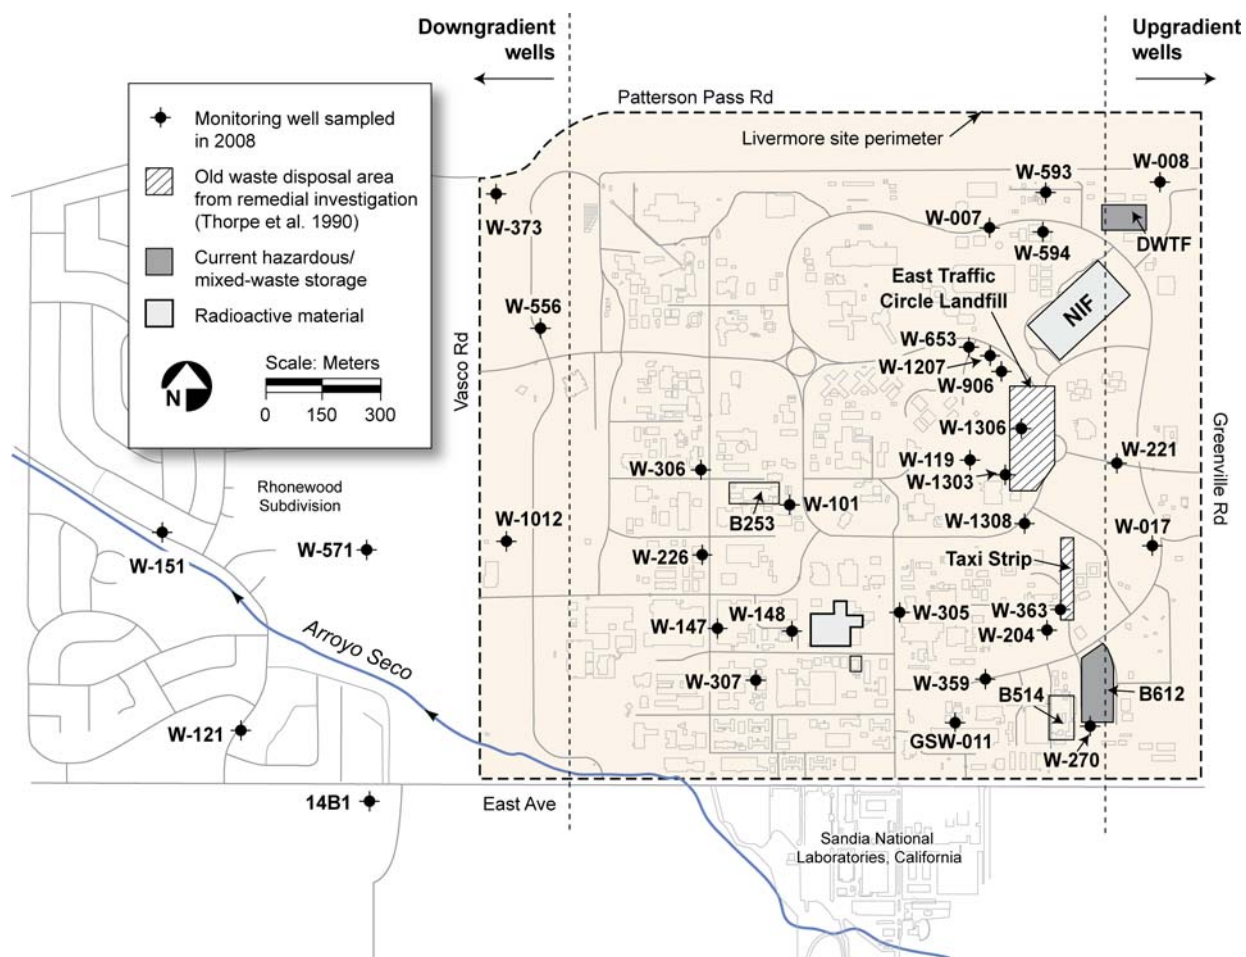 Downgradient
wells
Upgradient
wells
Patterson Pass Rd
Livermore site perimeter
Monitoring well sampled
in 2008
Old waste disposal area
from remedial investigation
(Thorpe et al. 1990)
Current hazardous/
mixed-waste storage
Radioactive material
N
Scale: Meters
0 150 300
W-008
W-593
W-373
W-007
W-594
DWTF
East Traffic
Circle Landfill
NIF
W-556
W-653
W-1207
W-906
Vasco Rd
Greenville Rd
W-1306
W-221
W-119
W-306
W-1303
Rhonewood
Subdivision
B253
W-101
W-1308
W-017
W-1012
W-571
W-151
W-226
Taxi Strip
Arroyo Seco
W-147
W-148
W-305
W-363
W-204
W-307
W-359
B514
B612
W-121
GSW-011
W-270
14B1
East Ave
Sandia National
Laboratories, California